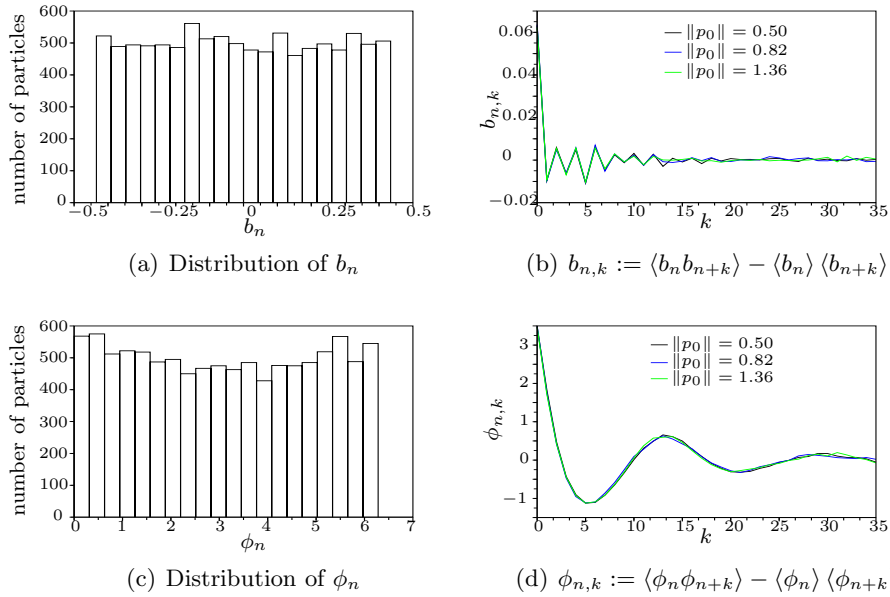 600
500
400
300
200
100
0
number of particles
−0.5 −0.25 0 0.25 0.5
b_n
(a) Distribution of b_n
0.06
0.04
0.02
0
−0.02
b_{n,k}
‖p_0‖ = 0.50
‖p_0‖ = 0.82
‖p_0‖ = 1.36
0 5 10 15 20 25 30 35
k
(b) b_{n,k} := ⟨b_n b_{n+k}⟩ − ⟨b_n⟩ ⟨b_{n+k}⟩
600
500
400
300
200
100
0
number of particles
0 1 2 3 4 5 6 7
ϕ_n
(c) Distribution of ϕ_n
3
2
1
0
−1
ϕ_{n,k}
‖p_0‖ = 0.50
‖p_0‖ = 0.82
‖p_0‖ = 1.36
0 5 10 15 20 25 30 35
k
(d) ϕ_{n,k} := ⟨ϕ_n ϕ_{n+k}⟩ − ⟨ϕ_n⟩ ⟨ϕ_{n+k}